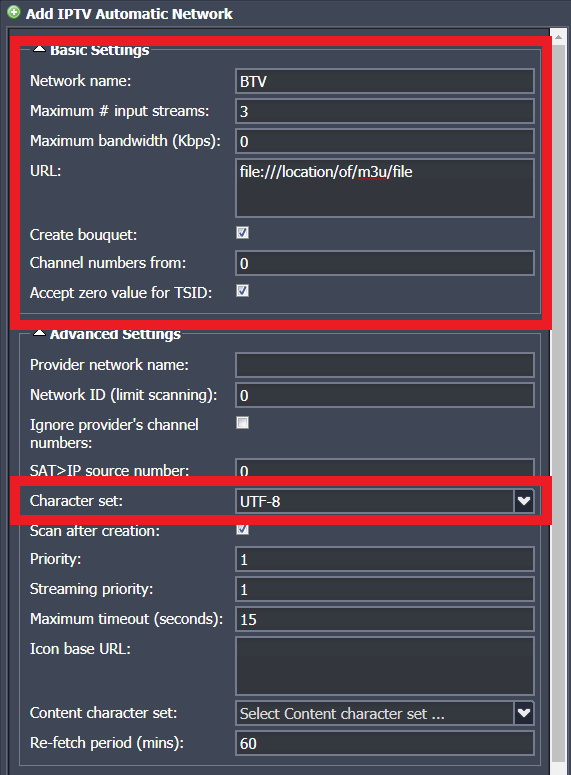 Add IPTV Automatic Network
Basic Settings
Network name: BTV
Maximum # input streams: 3
Maximum bandwidth (Kbps): 0
URL: file:///location/of/m3u/file
Create bouquet:
Channel numbers from: 0
Accept zero value for TSID:
Advanced Settings
Provider network name:
Network ID (limit scanning): 0
Ignore provider's channel
numbers:
SAT>IP source number: 0
Character set: UTF-8
Scan after creation:
Priority: 1
Streaming priority: 1
Maximum timeout (seconds): 15
Icon base URL:
Content character set: Select Content character set ...
Re-fetch period (mins): 60